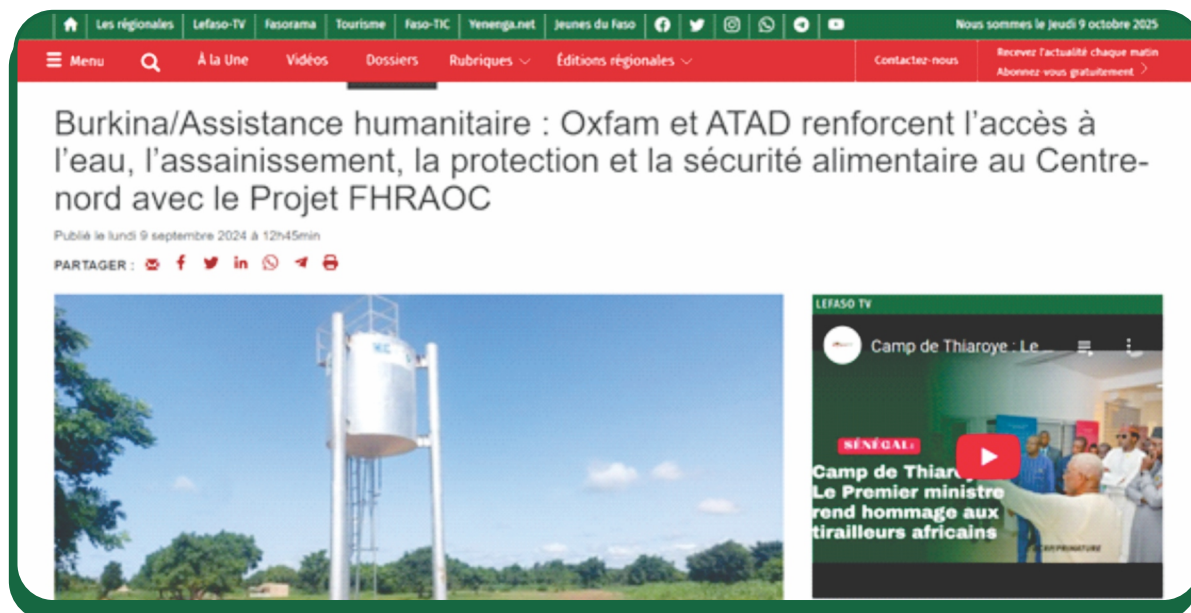 Les régionales Lefaso-TV Fasorama Tourisme Faso-TIC Yenenga.net Jeunes du Faso
Nous sommes le Jeudi 9 octobre 2025
Menu À la Une Vidéos Dossiers Rubriques Éditions régionales
Contactez-nous
Recevez l'actualité chaque matin
Abonnez-vous gratuitement
Burkina/Assistance humanitaire : Oxfam et ATAD renforcent l'accès à
l'eau, l'assainissement, la protection et la sécurité alimentaire au Centre-
nord avec le Projet FHRAOC
Publié le lundi 9 septembre 2024 à 12h45min
PARTAGER :
LEFASO TV
Camp de Thiaroye : Le
SÉNÉGAL:
Camp de Thiaro
Le Premier ministre
rend hommage aux
tirailleurs africains